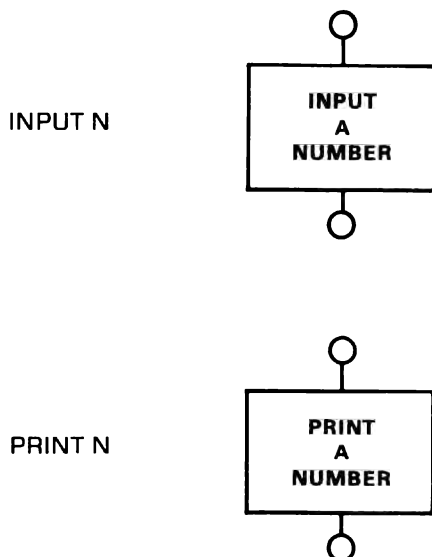 INPUT N
INPUT
A
NUMBER
PRINT N
PRINT
A
NUMBER